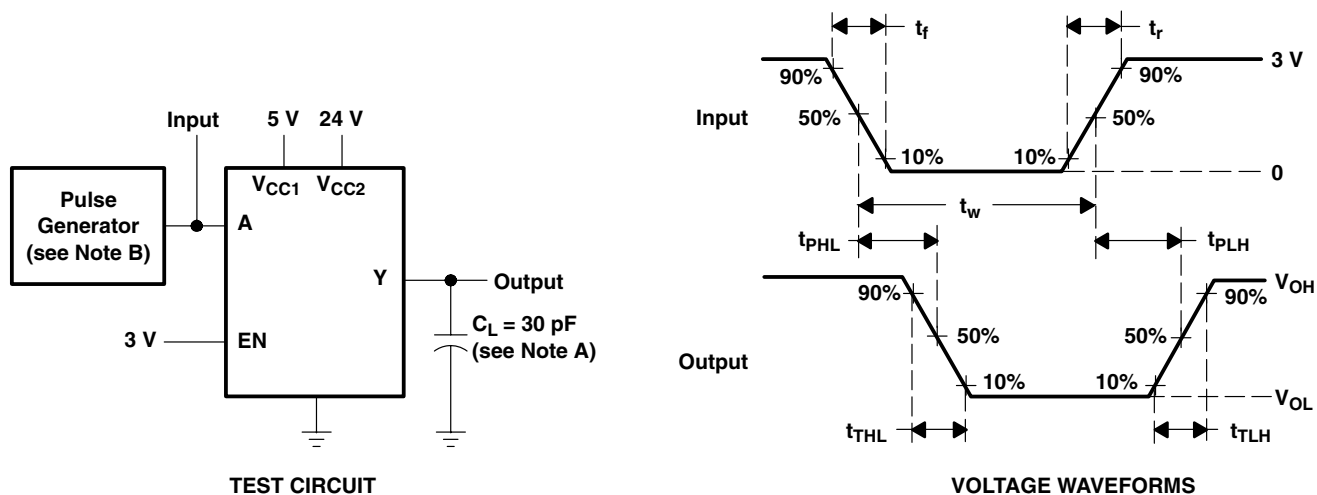 Input
5 V
24 V
Pulse
Generator
(see Note B)
VCC1
VCC2
A
Y
Output
CL = 30 pF
(see Note A)
3 V
EN
TEST CIRCUIT
tf
tr
3 V
90%
90%
Input
50%
50%
10%
10%
0
tw
tPHL
tPLH
VOH
90%
90%
50%
50%
Output
10%
10%
VOL
tTHL
tTLH
VOLTAGE WAVEFORMS